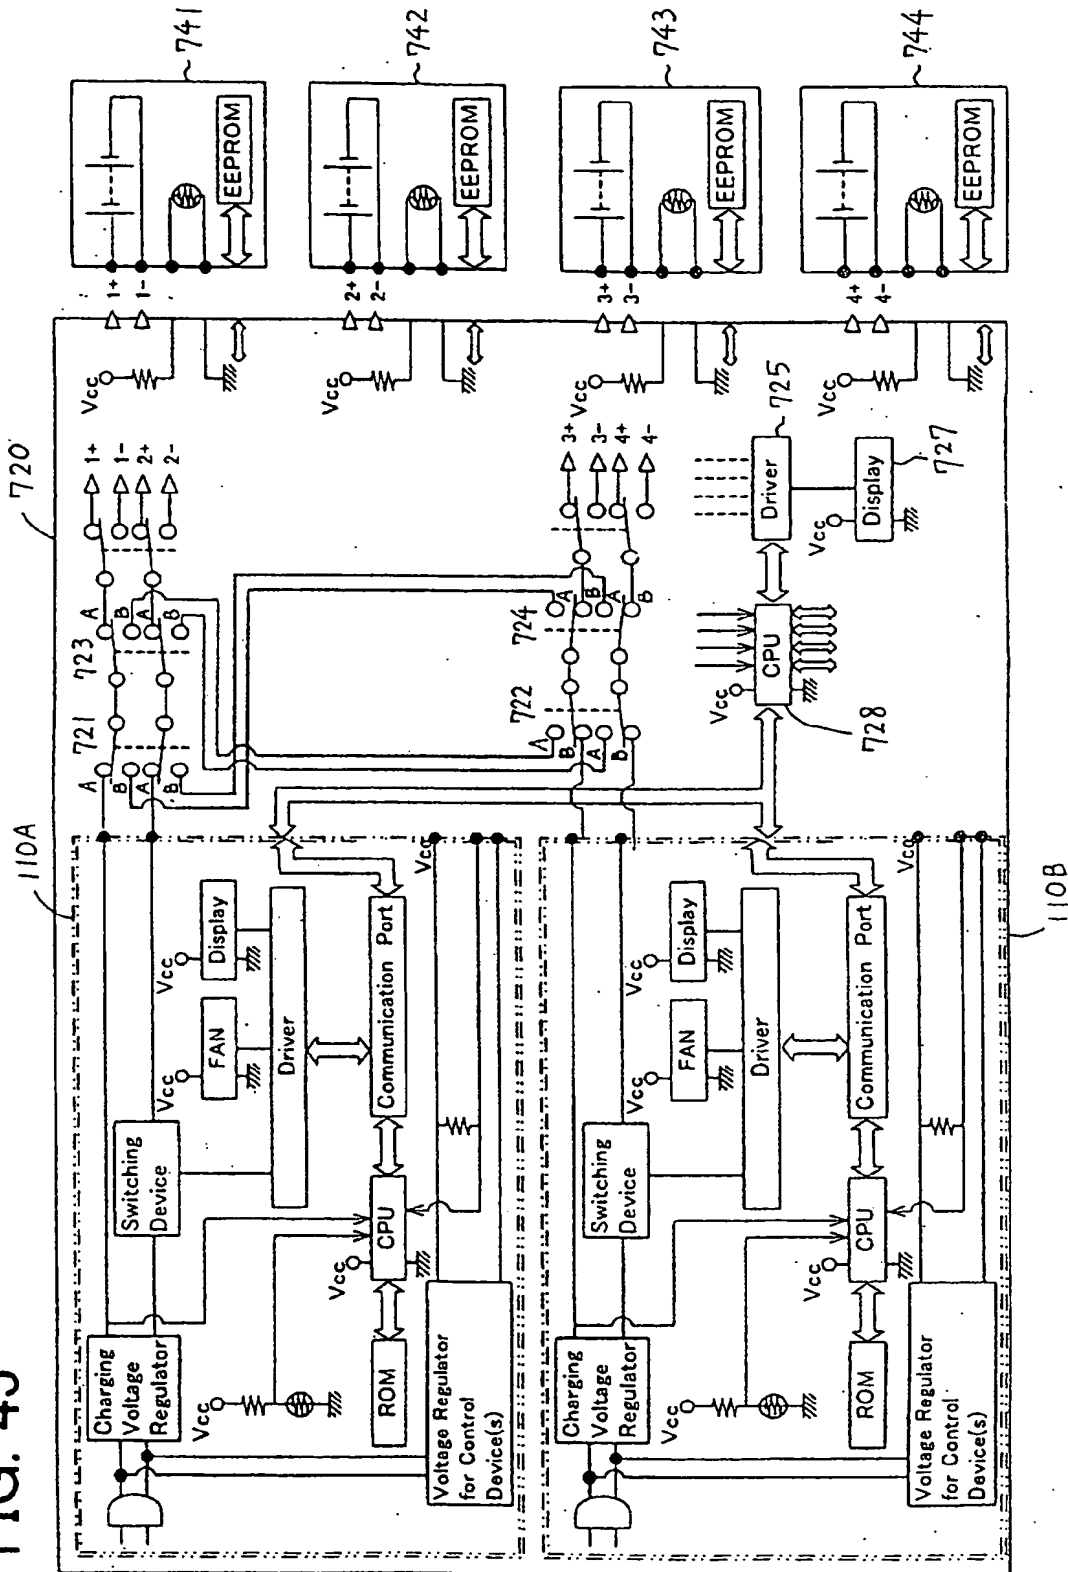 FIG. 45
110A
Charging
Voltage
Regulator
Switching
Device
Vcc
FAN
Vcc
Display
Driver
Vcc
Vcc
CPU
ROM
Communication Port
Vcc
Voltage Regulator
for Control
Device(s)
110B
Charging
Voltage
Regulator
Switching
Device
Vcc
FAN
Vcc
Display
Driver
Vcc
Vcc
CPU
ROM
Communication Port
Vcc
Voltage Regulator
for Control
Device(s)
720
721
A
B
A
B
723
A
B
A
B
1+
1-
2+
2-
722
A
B
A
B
724
A
B
A
B
3+
3-
4+
4-
Vcc
CPU
728
Driver
725
Vcc
Display
727
Vcc
1+
1-
Vcc
2+
2-
Vcc
3+
3-
Vcc
4+
4-
EEPROM
741
EEPROM
742
EEPROM
743
EEPROM
744